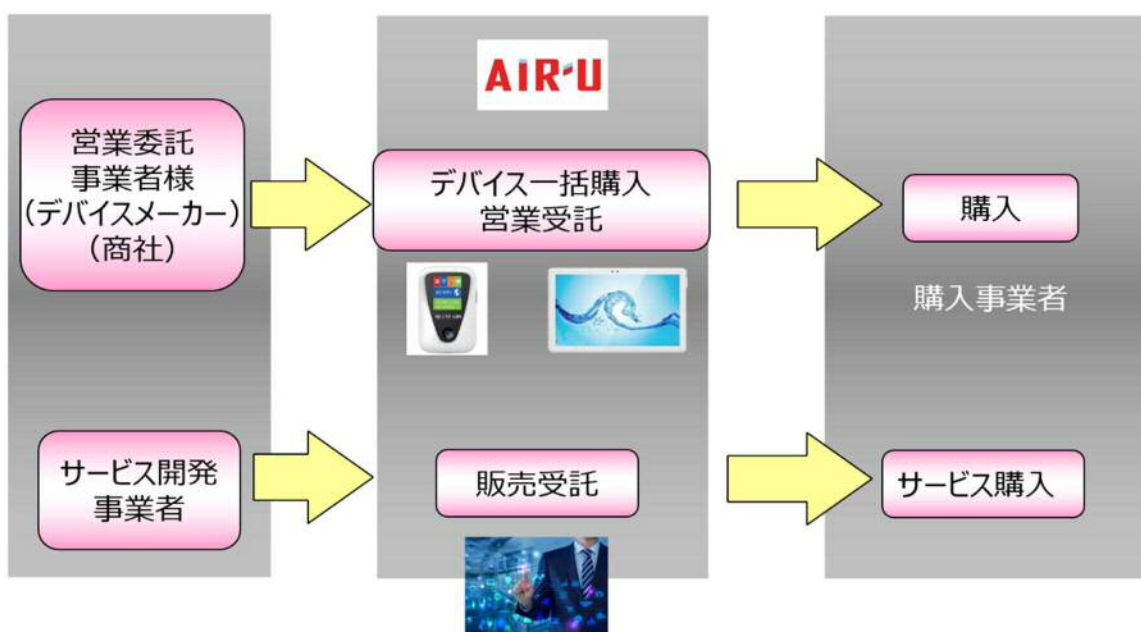 AIR'U
営業委託
事業者様
（デバイスメーカー）
（商社）
デバイス一括購入
営業受託
購入
購入事業者
サービス開発
事業者
販売受託
サービス購入